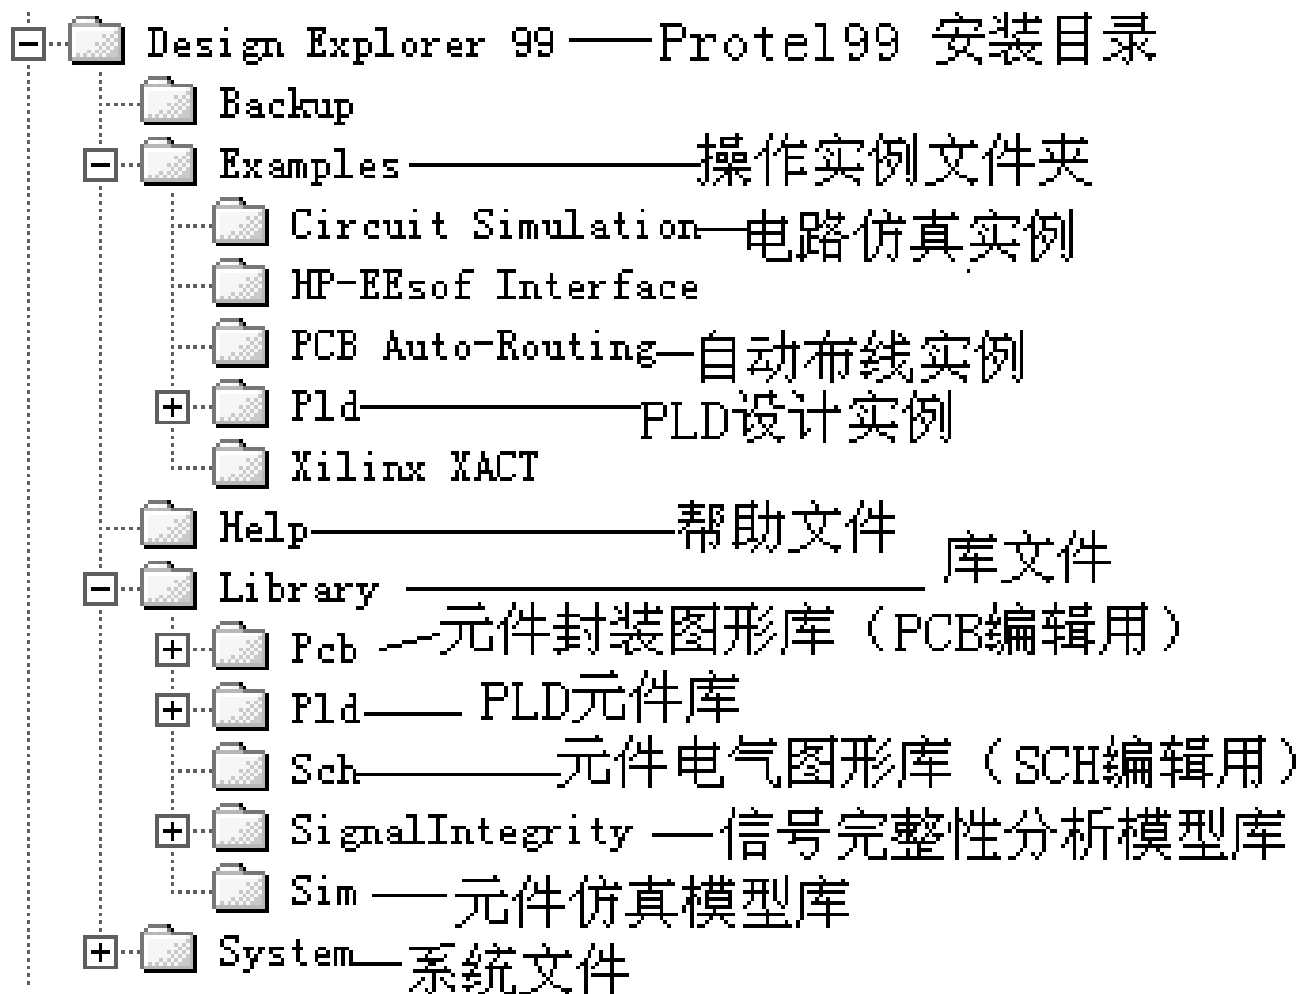 Design Explorer 99 Protel99 安装目录
Backup
Examples 操作实例文件夹
Circuit Simulation 电路仿真实例
HP-EEsof Interface
PCB Auto-Routing 自动布线实例
Pld PLD设计实例
Xilinx XACT
Help 帮助文件
Library 库文件
Pcb 元件封装图形库（PCB编辑用）
Pld PLD元件库
Sch 元件电气图形库（SCH编辑用）
SignalIntegrity 信号完整性分析模型库
Sim 元件仿真模型库
System 系统文件